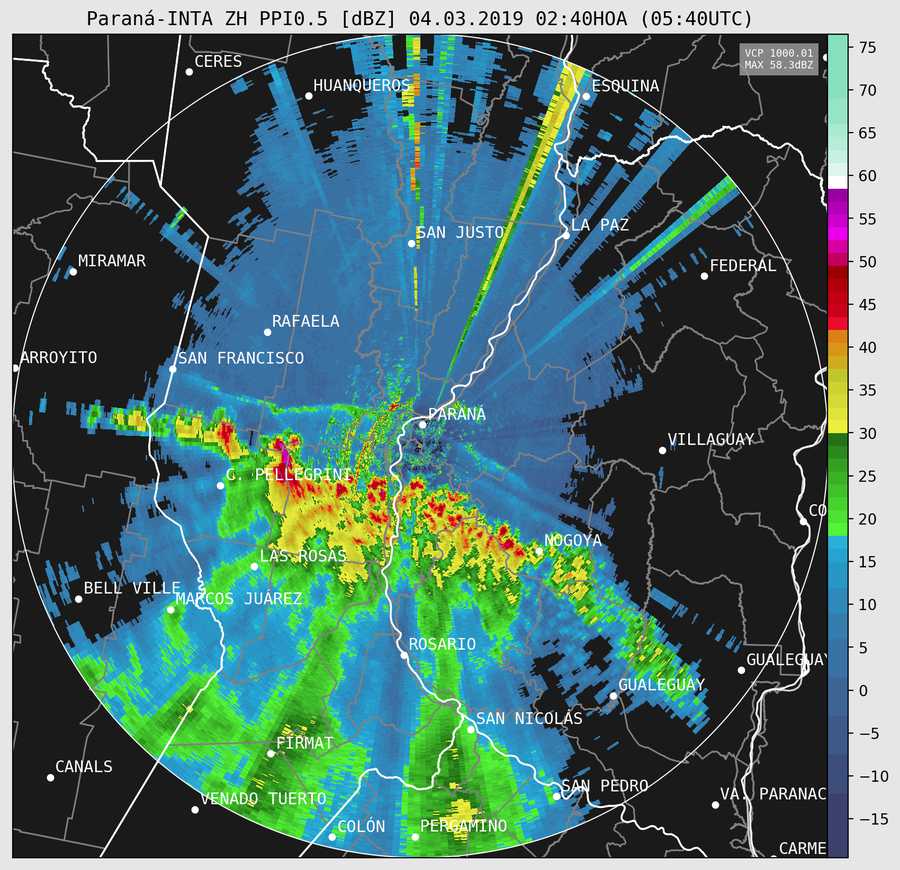 Paraná-INTA ZH PPI0.5 [dBZ] 04.03.2019 02:40HOA (05:40UTC)
VCP 1000.01
MAX 58.3dBZ
75
70
65
60
55
50
45
40
35
30
25
20
15
10
5
0
−5
−10
−15
CERES
HUANQUEROS
ESQUINA
SAN JUSTO
LA PAZ
MIRAMAR
FEDERAL
RAFAELA
ARROYITO
SAN FRANCISCO
PARANÁ
VILLAGUAY
C. PELLEGRINI
CO
NOGOYA
LAS ROSAS
BELL VILLE
MARCOS JUÁREZ
ROSARIO
GUALEGUAY
GUALEGUAY
SAN NICOLÁS
FIRMAT
CANALS
SAN PEDRO
VENADO TUERTO
VA. PARANAC
COLÓN
PERGAMINO
CARME